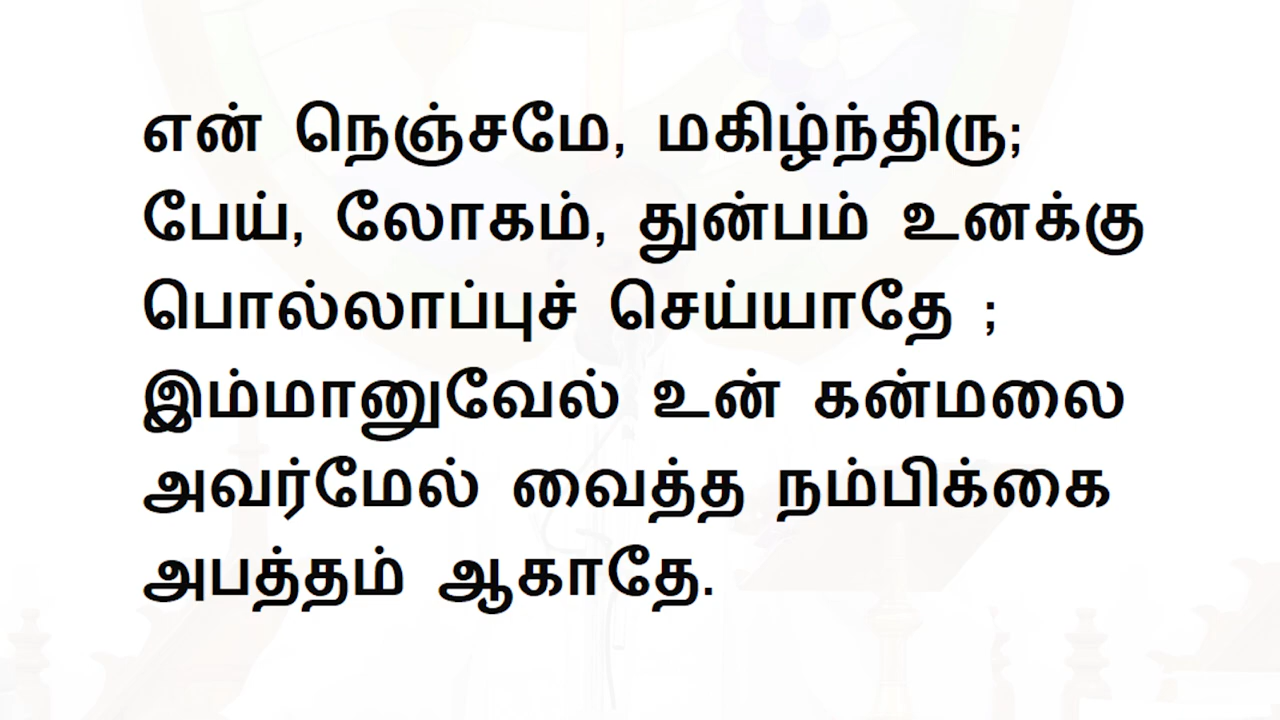 என் நெஞ்சமே, மகிழ்ந்திரு;
பேய், லோகம், துன்பம் உனக்கு
பொல்லாப்புச் செய்யாதே ;
இம்மானுவேல் உன் கன்மலை
அவர்மேல் வைத்த நம்பிக்கை
அபத்தம் ஆகாதே.